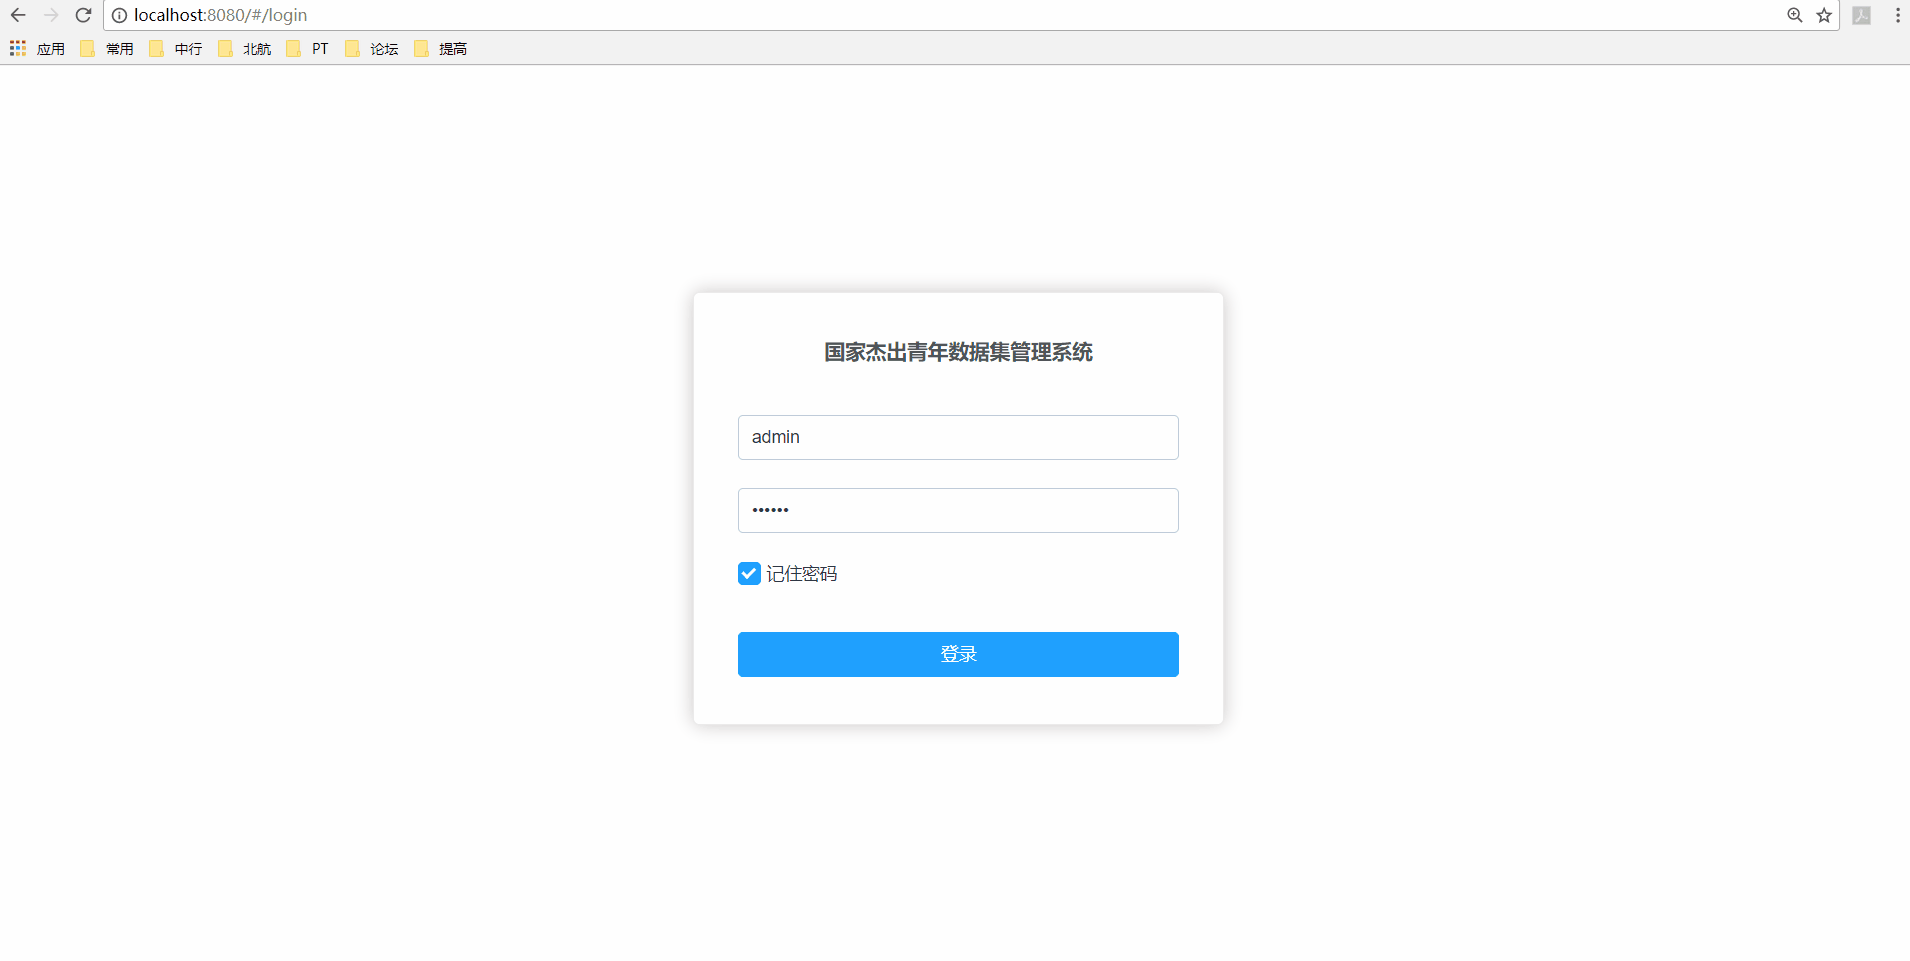 localhost:8080/#/login
应用 常用 中行 北航 PT 论坛 提高
国家杰出青年数据集管理系统
admin
••••••
记住密码
登录